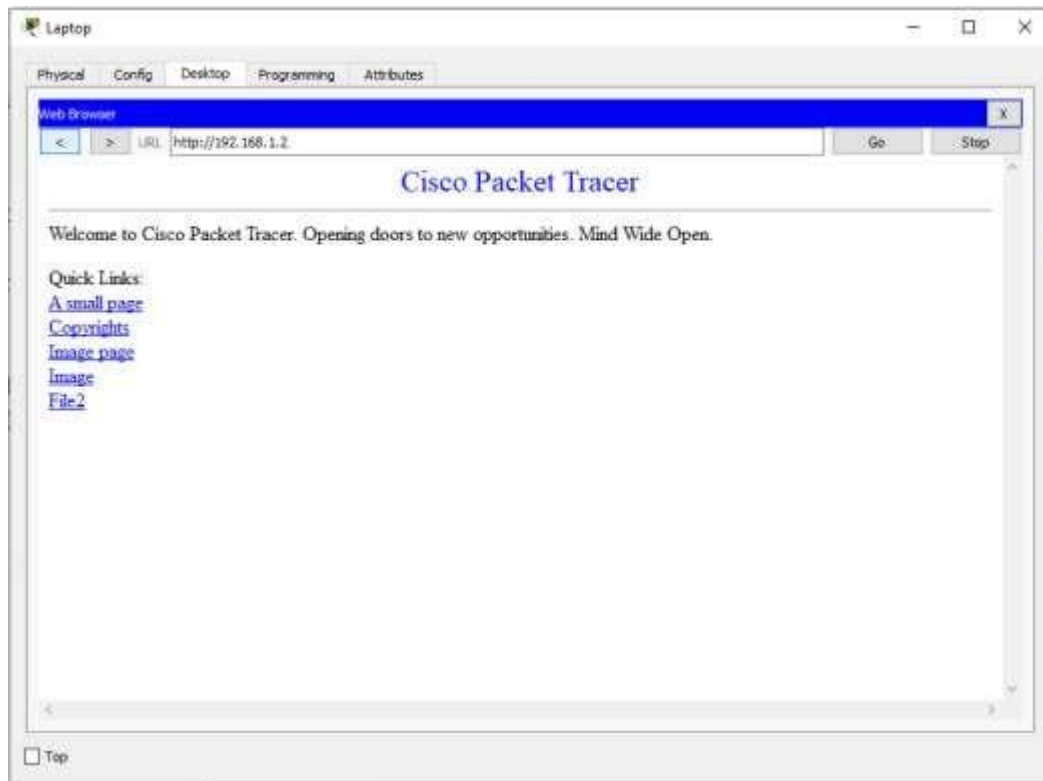 Laptop
Physical Config Desktop Programming Attributes
Web Browser
X
< > URL http://192.168.1.2 Go Stop
Cisco Packet Tracer
Welcome to Cisco Packet Tracer. Opening doors to new opportunities. Mind Wide Open.
Quick Links:
A small page
Copyrights
Image page
Image
File2
Top